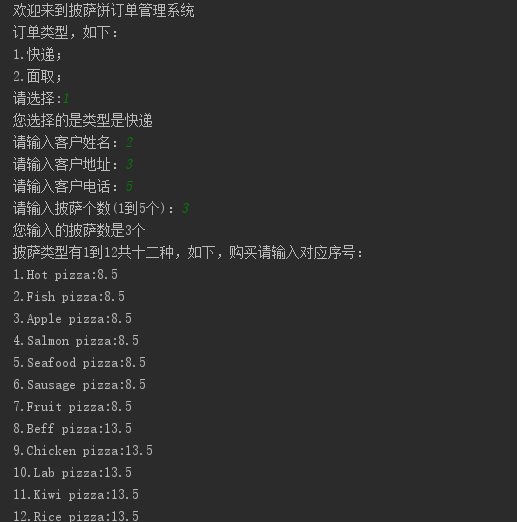 欢迎来到披萨饼订单管理系统
订单类型，如下：
1.快递；
2.面取；
请选择:1
您选择的是类型是快递
请输入客户姓名：2
请输入客户地址：3
请输入客户电话：5
请输入披萨个数(1到5个)：3
您输入的披萨数是3个
披萨类型有1到12共十二种，如下，购买请输入对应序号：
1.Hot pizza:8.5
2.Fish pizza:8.5
3.Apple pizza:8.5
4.Salmon pizza:8.5
5.Seafood pizza:8.5
6.Sausage pizza:8.5
7.Fruit pizza:8.5
8.Beff pizza:13.5
9.Chicken pizza:13.5
10.Lab pizza:13.5
11.Kiwi pizza:13.5
12.Rice pizza:13.5